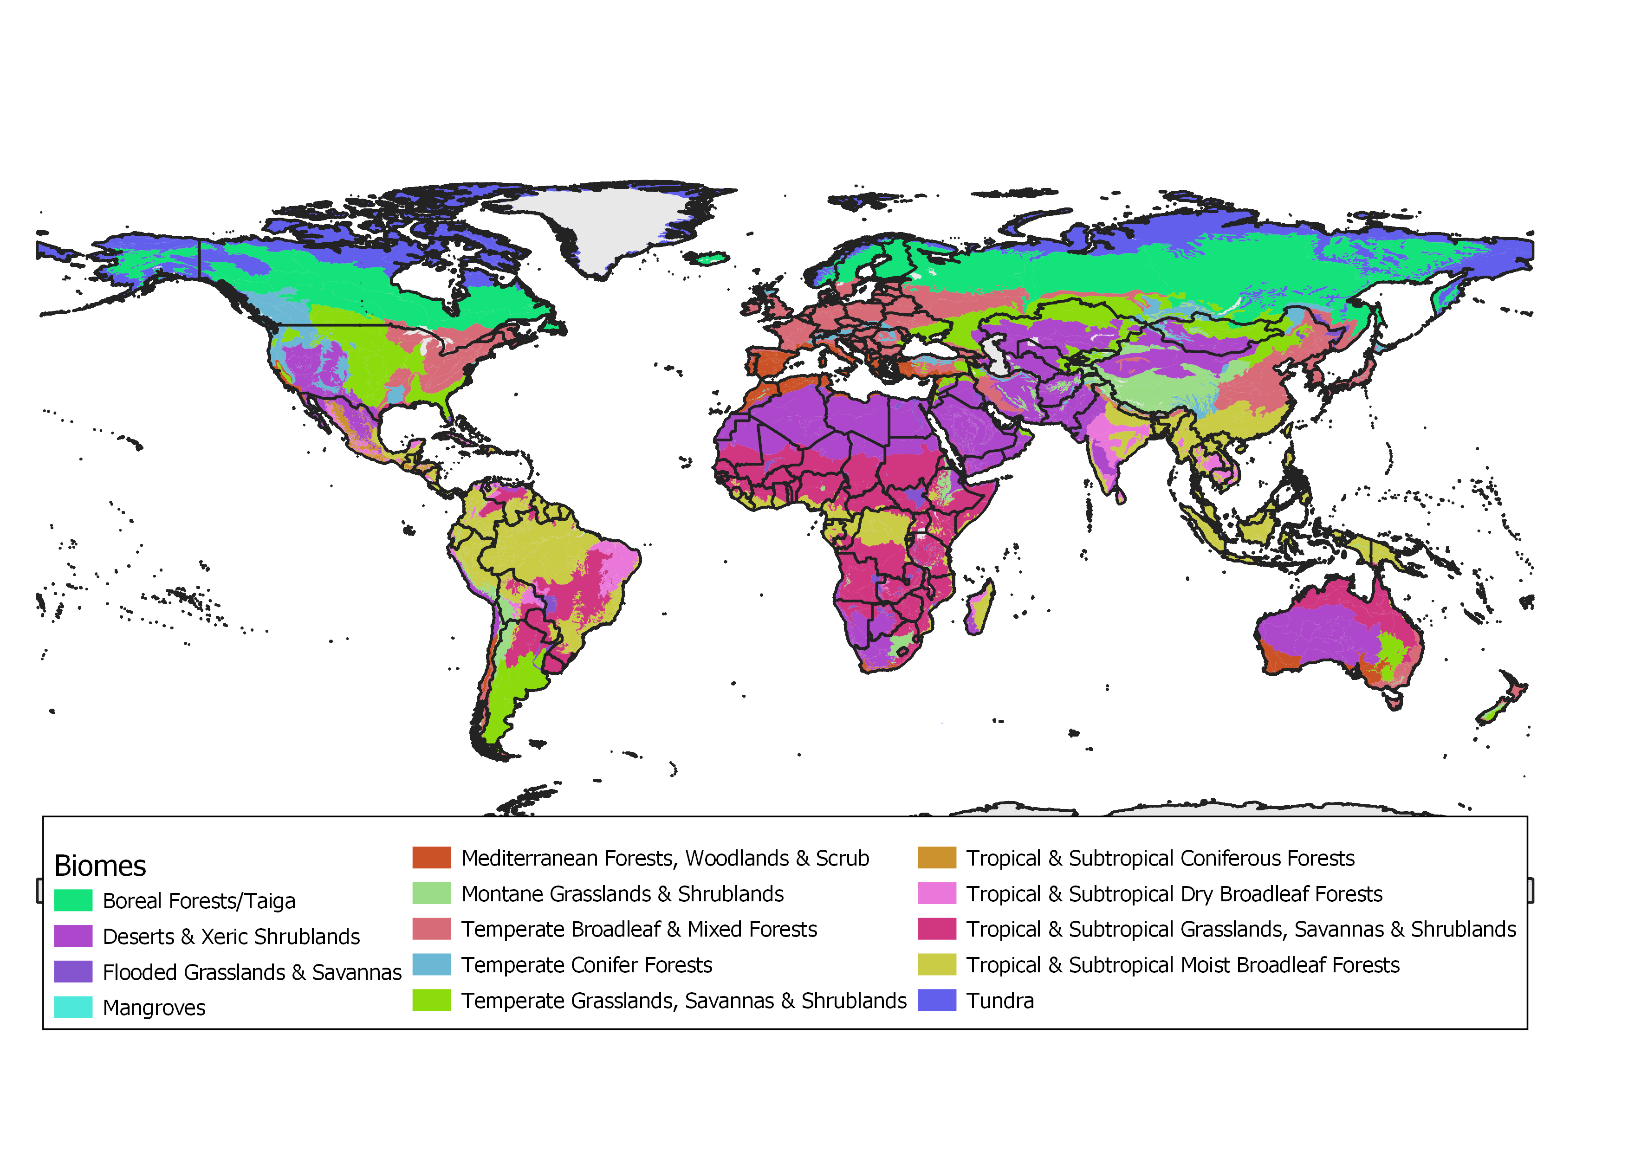 Biomes
Boreal Forests/Taiga
Deserts & Xeric Shrublands
Flooded Grasslands & Savannas
Mangroves
Mediterranean Forests, Woodlands & Scrub
Montane Grasslands & Shrublands
Temperate Broadleaf & Mixed Forests
Temperate Conifer Forests
Temperate Grasslands, Savannas & Shrublands
Tropical & Subtropical Coniferous Forests
Tropical & Subtropical Dry Broadleaf Forests
Tropical & Subtropical Grasslands, Savannas & Shrublands
Tropical & Subtropical Moist Broadleaf Forests
Tundra